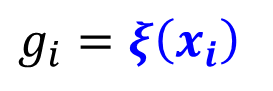 gᵢ = ξ(xᵢ)